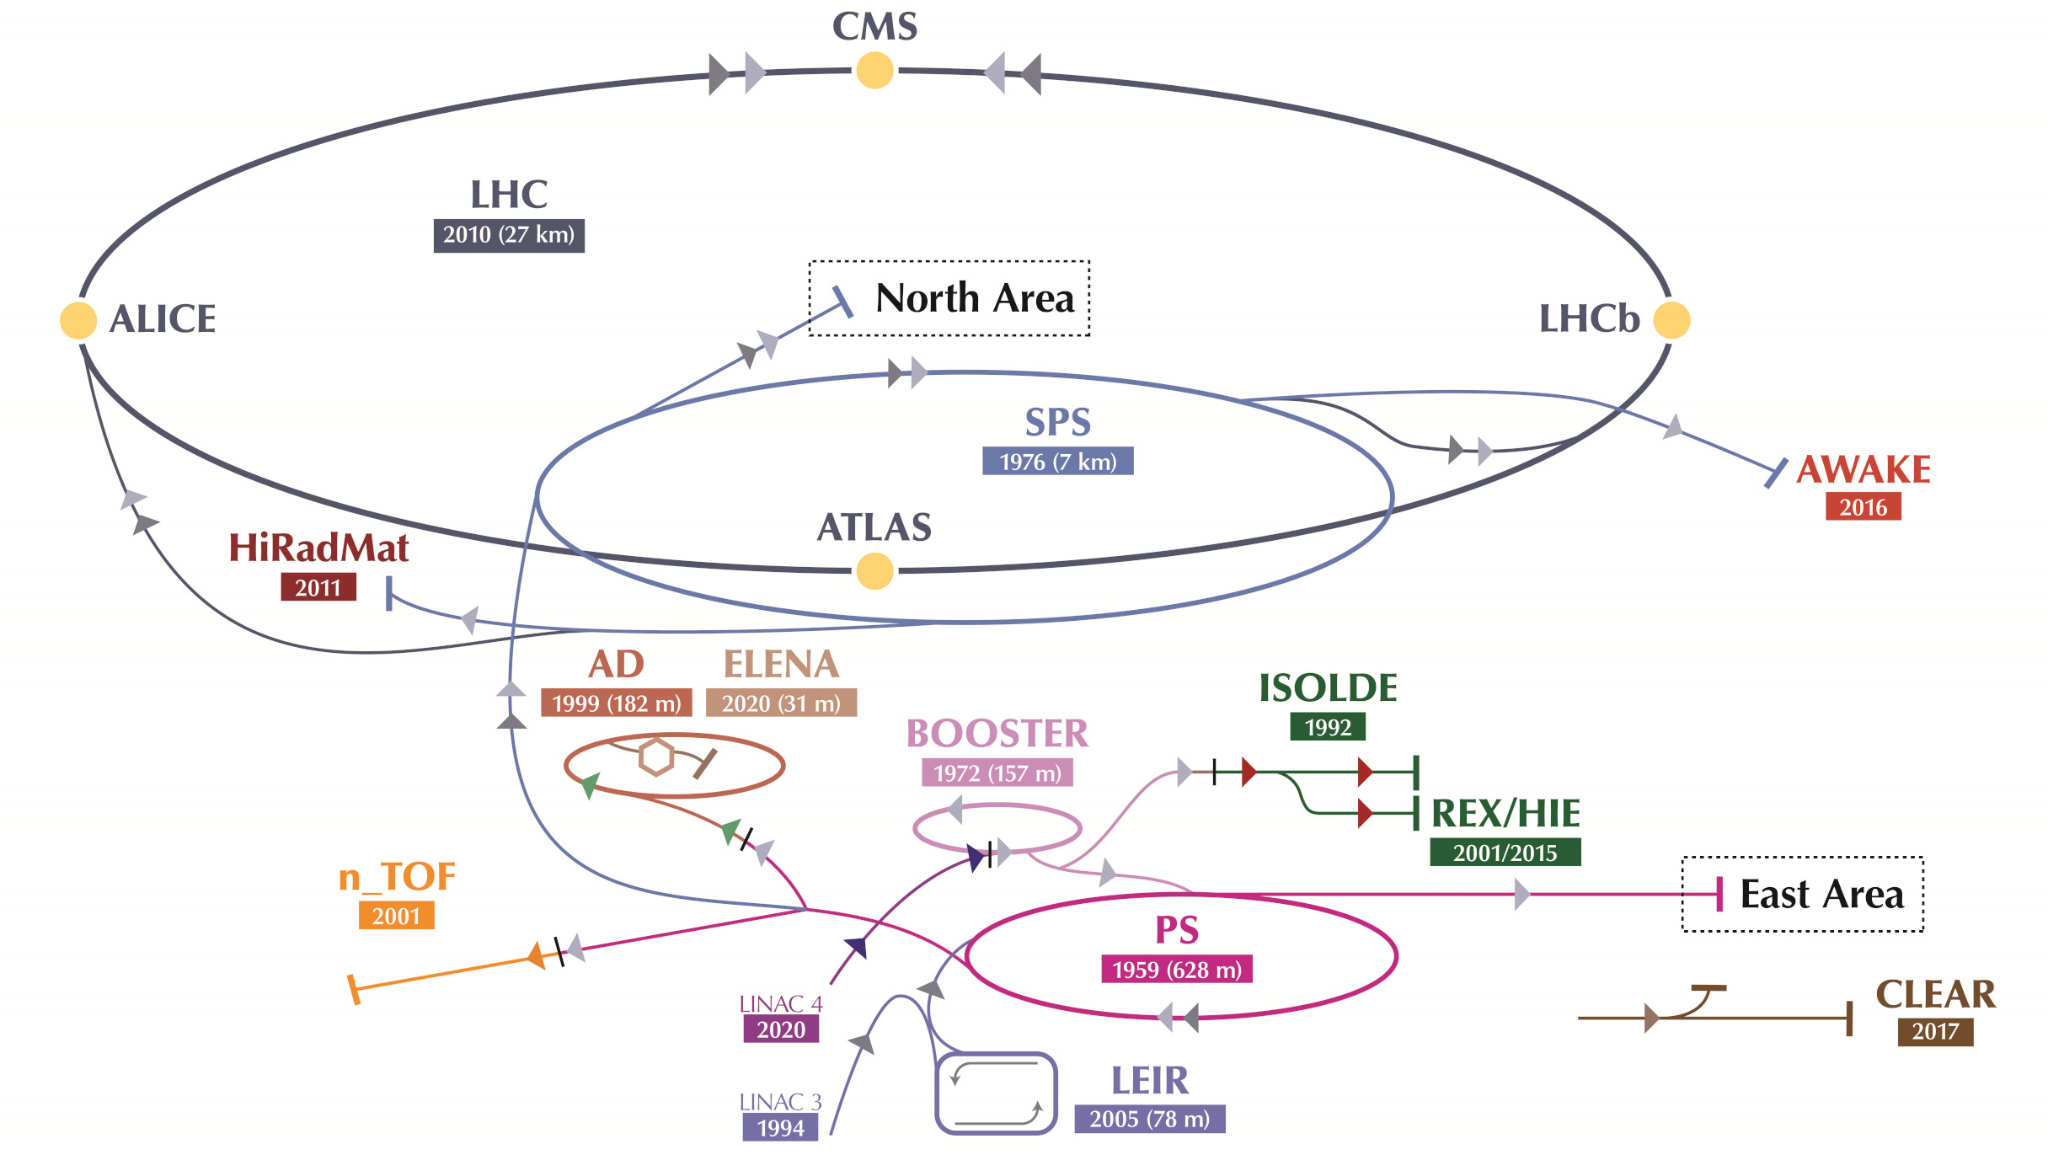 CMS
LHC
2010 (27 km)
North Area
ALICE
LHCb
SPS
1976 (7 km)
AWAKE
2016
ATLAS
HiRadMat
2011
AD
1999 (182 m)
ELENA
2020 (31 m)
ISOLDE
1992
BOOSTER
1972 (157 m)
REX/HIE
2001/2015
n_TOF
2001
East Area
PS
1959 (628 m)
LINAC 4
2020
CLEAR
2017
LEIR
2005 (78 m)
LINAC 3
1994